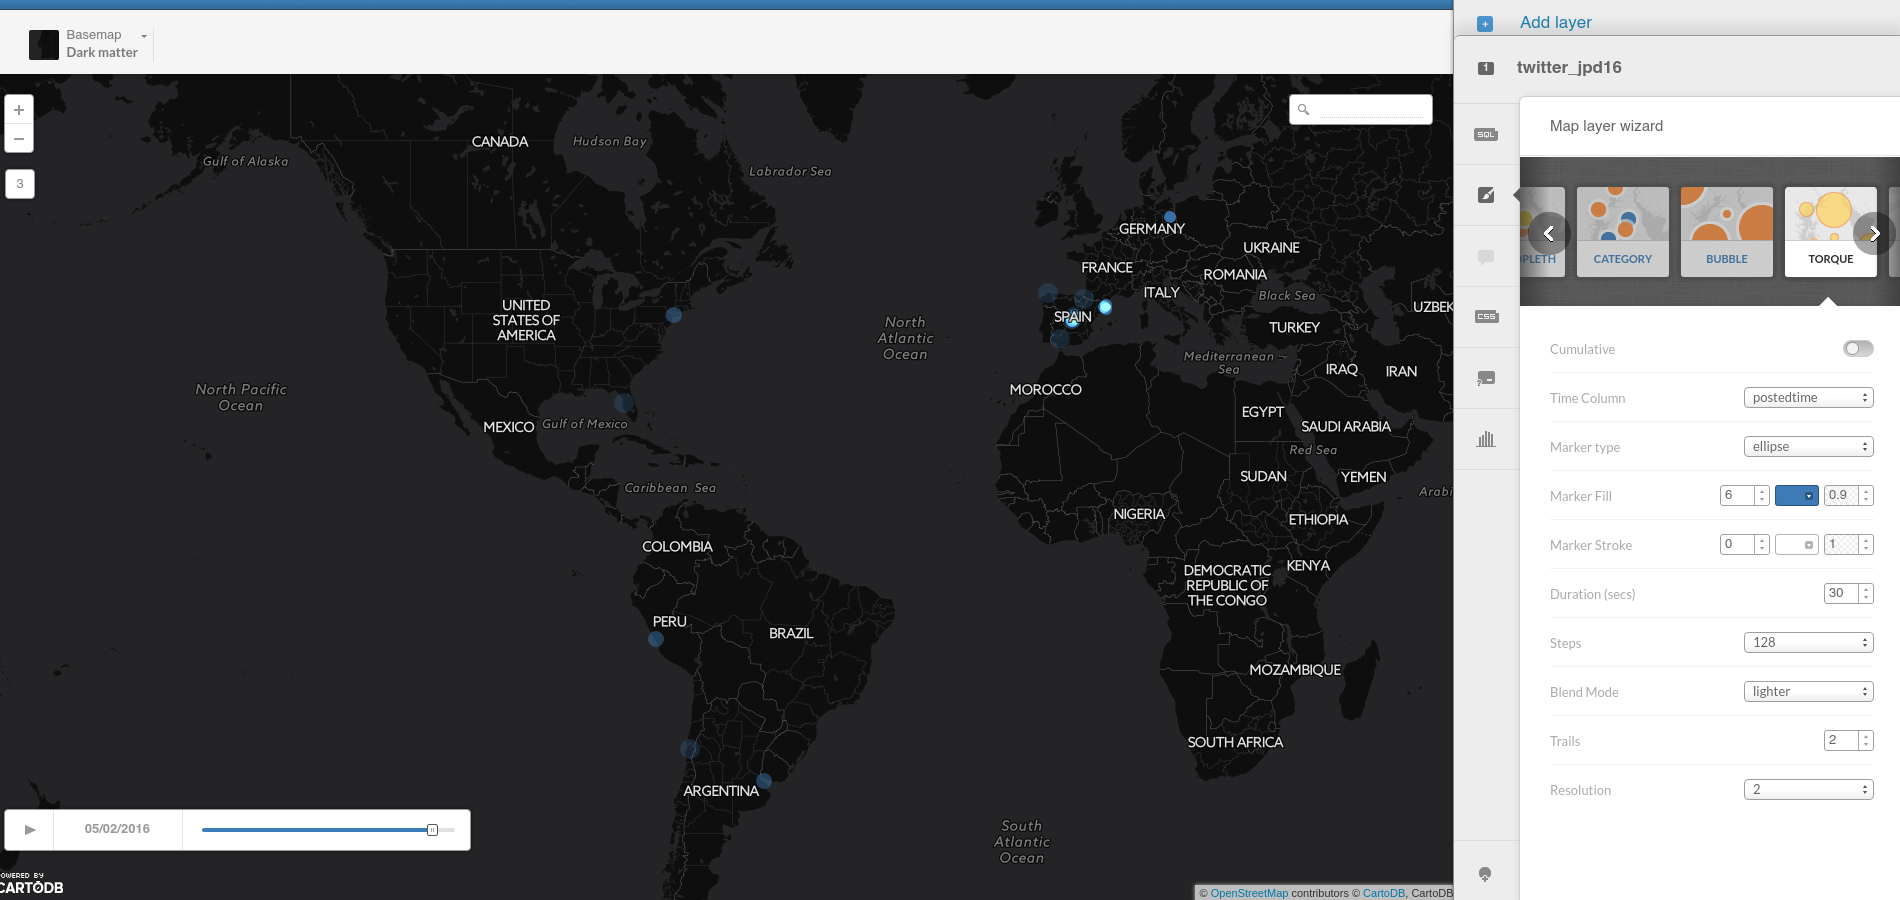 Basemap
Dark matter
Add layer
1
twitter_jpd16
Map layer wizard
SQL
CSS
PLETH
CATEGORY
BUBBLE
TORQUE
Cumulative
Time Column
postedtime
Marker type
ellipse
Marker Fill
6
0.9
Marker Stroke
0
1
Duration (secs)
30
Steps
128
Blend Mode
lighter
Trails
2
Resolution
2
+
−
3
CANADA
Hudson Bay
Gulf of Alaska
Labrador Sea
GERMANY
UKRAINE
FRANCE
ROMANIA
ITALY
Black Sea
UNITED
STATES OF
AMERICA
SPAIN
UZBEK
TURKEY
North
Atlantic
Ocean
Mediterranean
Sea
IRAQ
IRAN
North Pacific
Ocean
MOROCCO
EGYPT
SAUDI ARABIA
MEXICO
Gulf of Mexico
Red Sea
SUDAN
YEMEN
Caribbean Sea
Arabi
NIGERIA
ETHIOPIA
COLOMBIA
KENYA
DEMOCRATIC
REPUBLIC OF
THE CONGO
PERU
BRAZIL
MOZAMBIQUE
SOUTH AFRICA
ARGENTINA
South
Atlantic
Ocean
05/02/2016
OWERED BY
CARTODB
© OpenStreetMap contributors © CartoDB, CartoDB